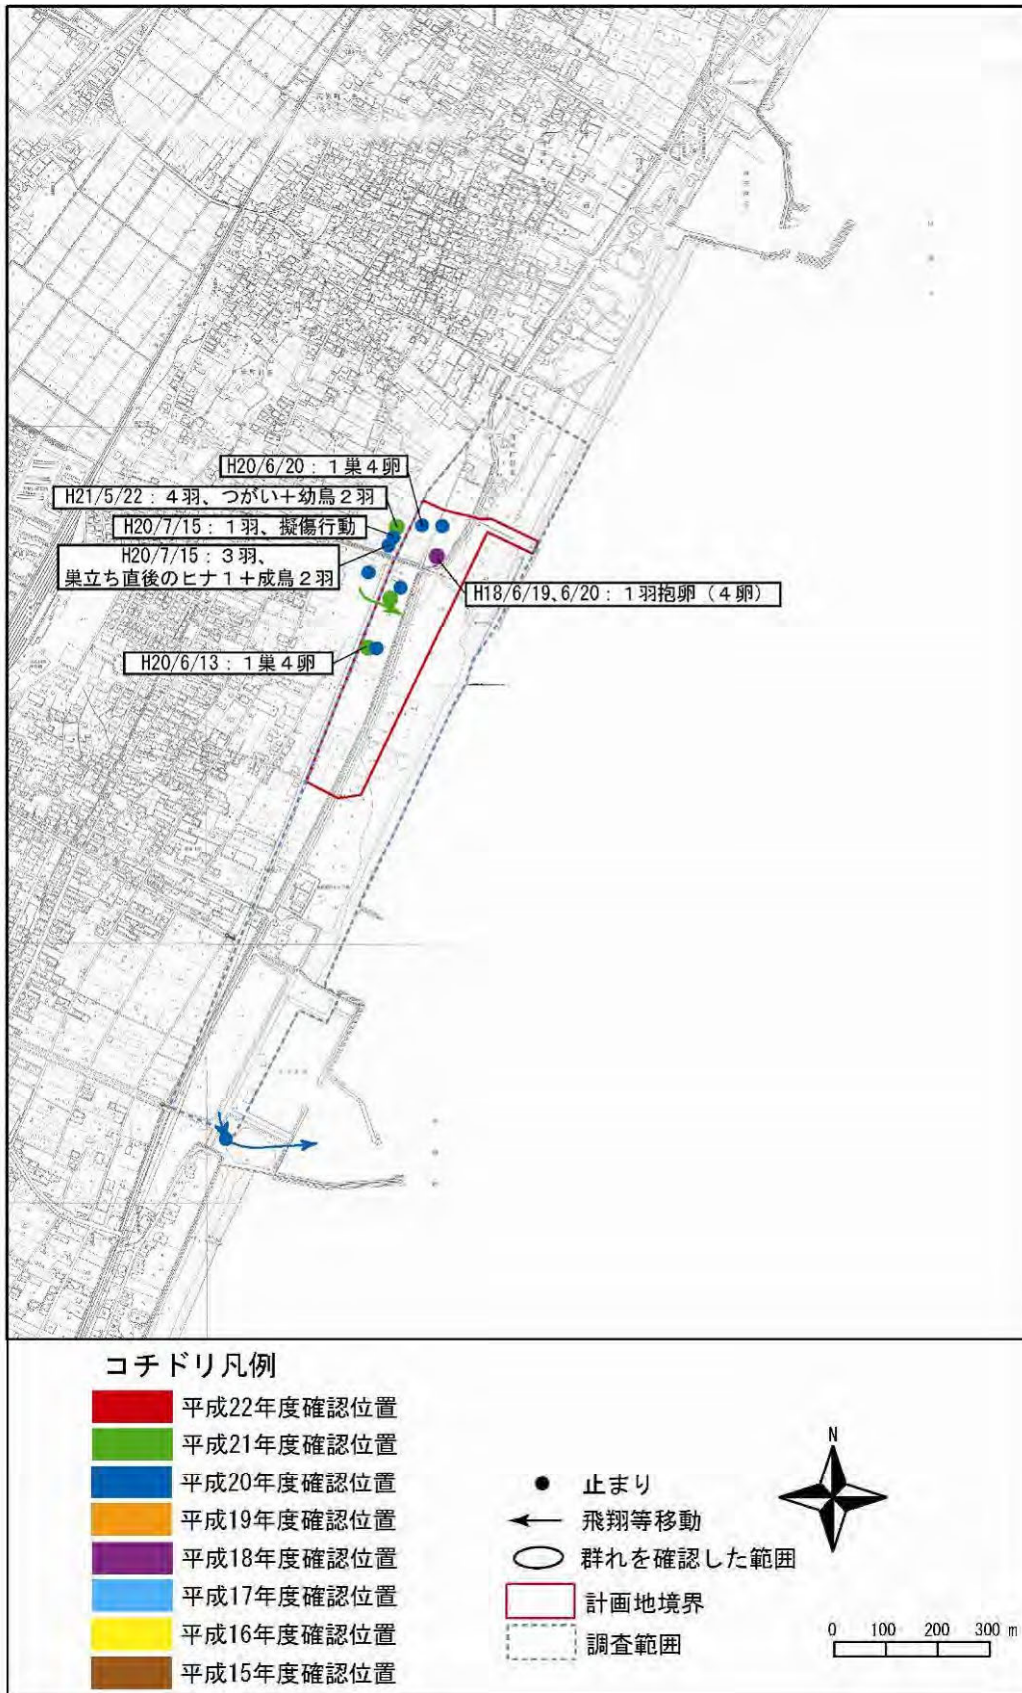 H20/6/20：１巣４卵
H21/5/22：４羽、つがい＋幼鳥２羽
H20/7/15：１羽、擬傷行動
H20/7/15：３羽、
巣立ち直後のヒナ１＋成鳥２羽
H18/6/19、6/20：１羽抱卵（４卵）
H20/6/13：１巣４卵
コチドリ凡例
平成22年度確認位置
平成21年度確認位置
平成20年度確認位置
平成19年度確認位置
平成18年度確認位置
平成17年度確認位置
平成16年度確認位置
平成15年度確認位置
止まり
飛翔等移動
群れを確認した範囲
計画地境界
調査範囲
N
0 100 200 300 m